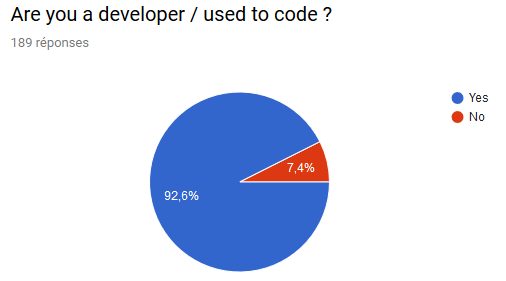 Are you a developer / used to code ?
189 réponses
Yes
No
7,4%
92,6%